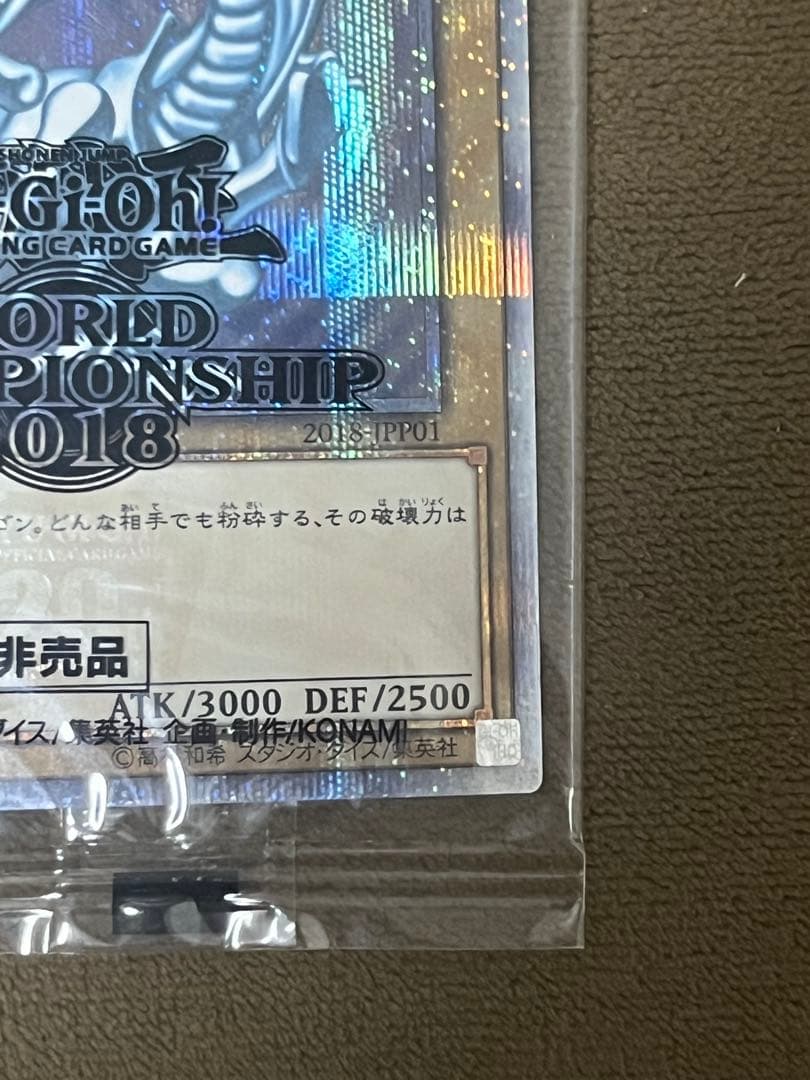 SHONEN JUMP
Gi-Oh!
NG CARD GAME
ORLD
PIONSHIP
018
2018-JPP01
ゴン。どんな相手でも粉砕する、その破壊力は
非売品
ATK/3000 DEF/2500
ダイス/集英社 企画・制作/KONAMI
©高 和希 スタジオ・ダイス/集英社